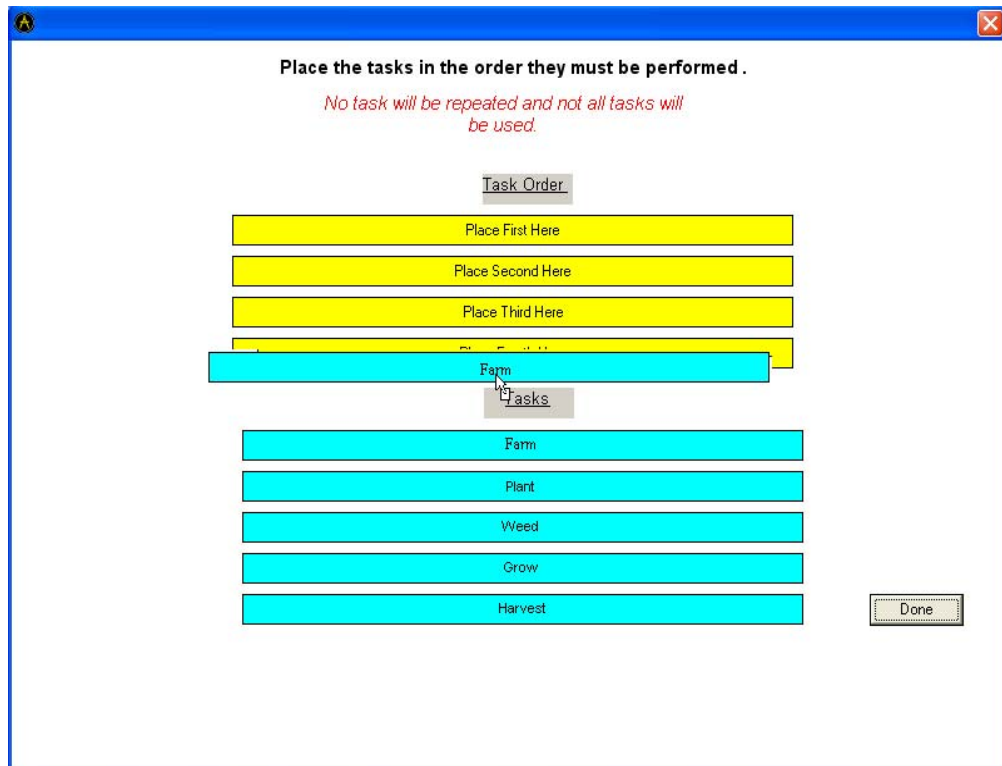 Place the tasks in the order they must be performed .
No task will be repeated and not all tasks will
be used.
Task Order
Place First Here
Place Second Here
Place Third Here
Farm
Tasks
Farm
Plant
Weed
Grow
Harvest
Done